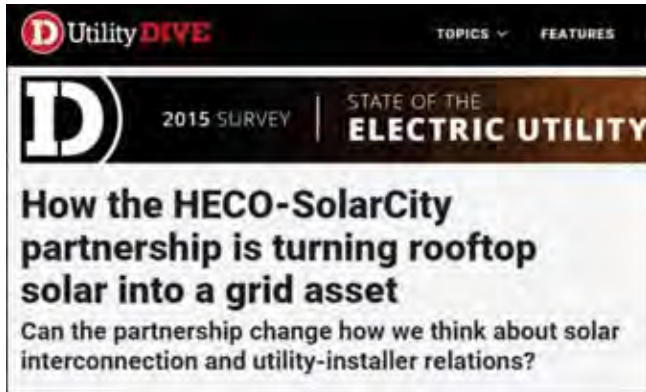 D Utility DIVE
TOPICS FEATURES
D
2015 SURVEY
STATE OF THE
ELECTRIC UTILITY
How the HECO-SolarCity
partnership is turning rooftop
solar into a grid asset
Can the partnership change how we think about solar
interconnection and utility-installer relations?